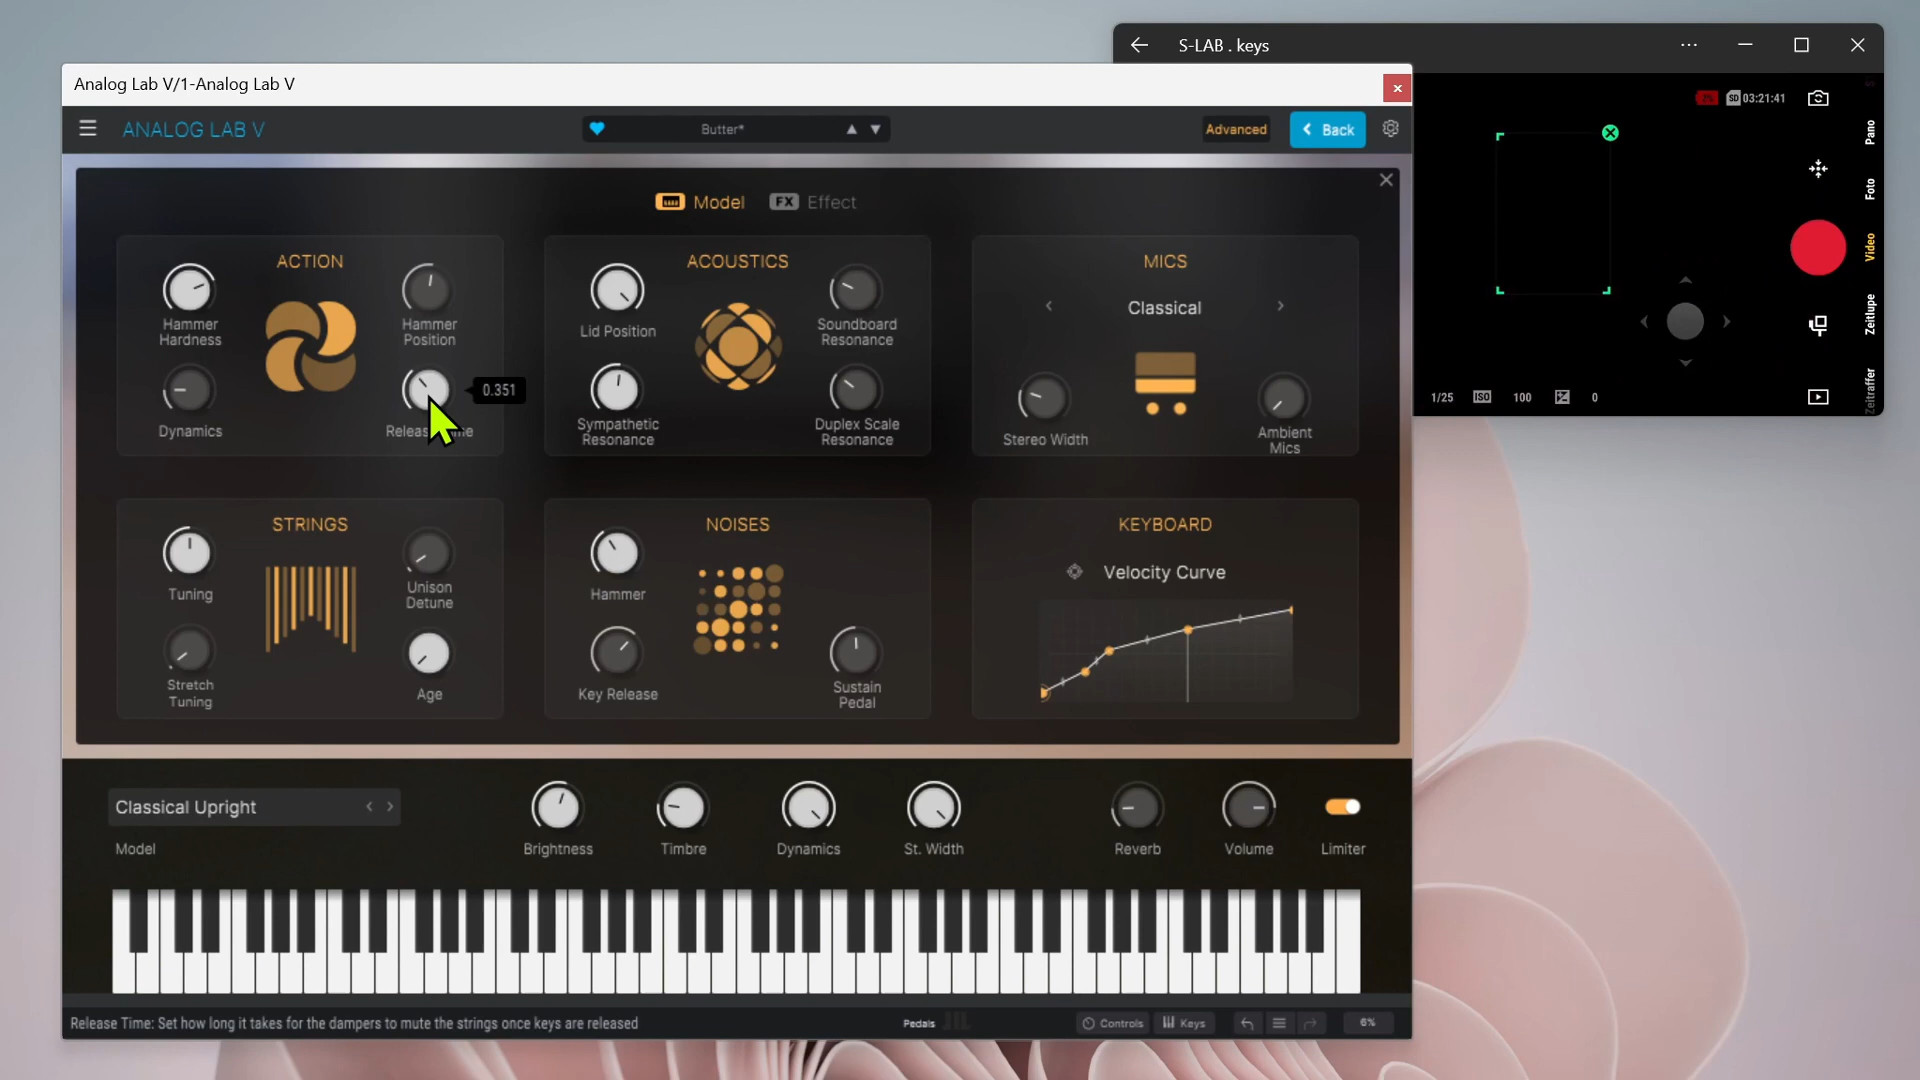 S-LAB . keys
Analog Lab V/1-Analog Lab V
ANALOG LAB V
Butter*
Advanced
Back
SD 03:21:41
Pano
Foto
Video
Zeitlupe
Zeitraffer
1/25 ISO 100 0
Model
FX Effect
ACTION
Hammer
Hardness
Hammer
Position
Dynamics
0.351
ACOUSTICS
Lid Position
Soundboard
Resonance
Sympathetic
Resonance
Duplex Scale
Resonance
MICS
Classical
Stereo Width
Ambient
Mics
STRINGS
Tuning
Unison
Detune
Stretch
Tuning
Age
NOISES
Hammer
Key Release
Sustain
Pedal
KEYBOARD
Velocity Curve
Classical Upright
Model
Brightness
Timbre
Dynamics
St. Width
Reverb
Volume
Limiter
Release Time: Set how long it takes for the dampers to mute the strings once keys are released
Pedals
Controls
Keys
6%